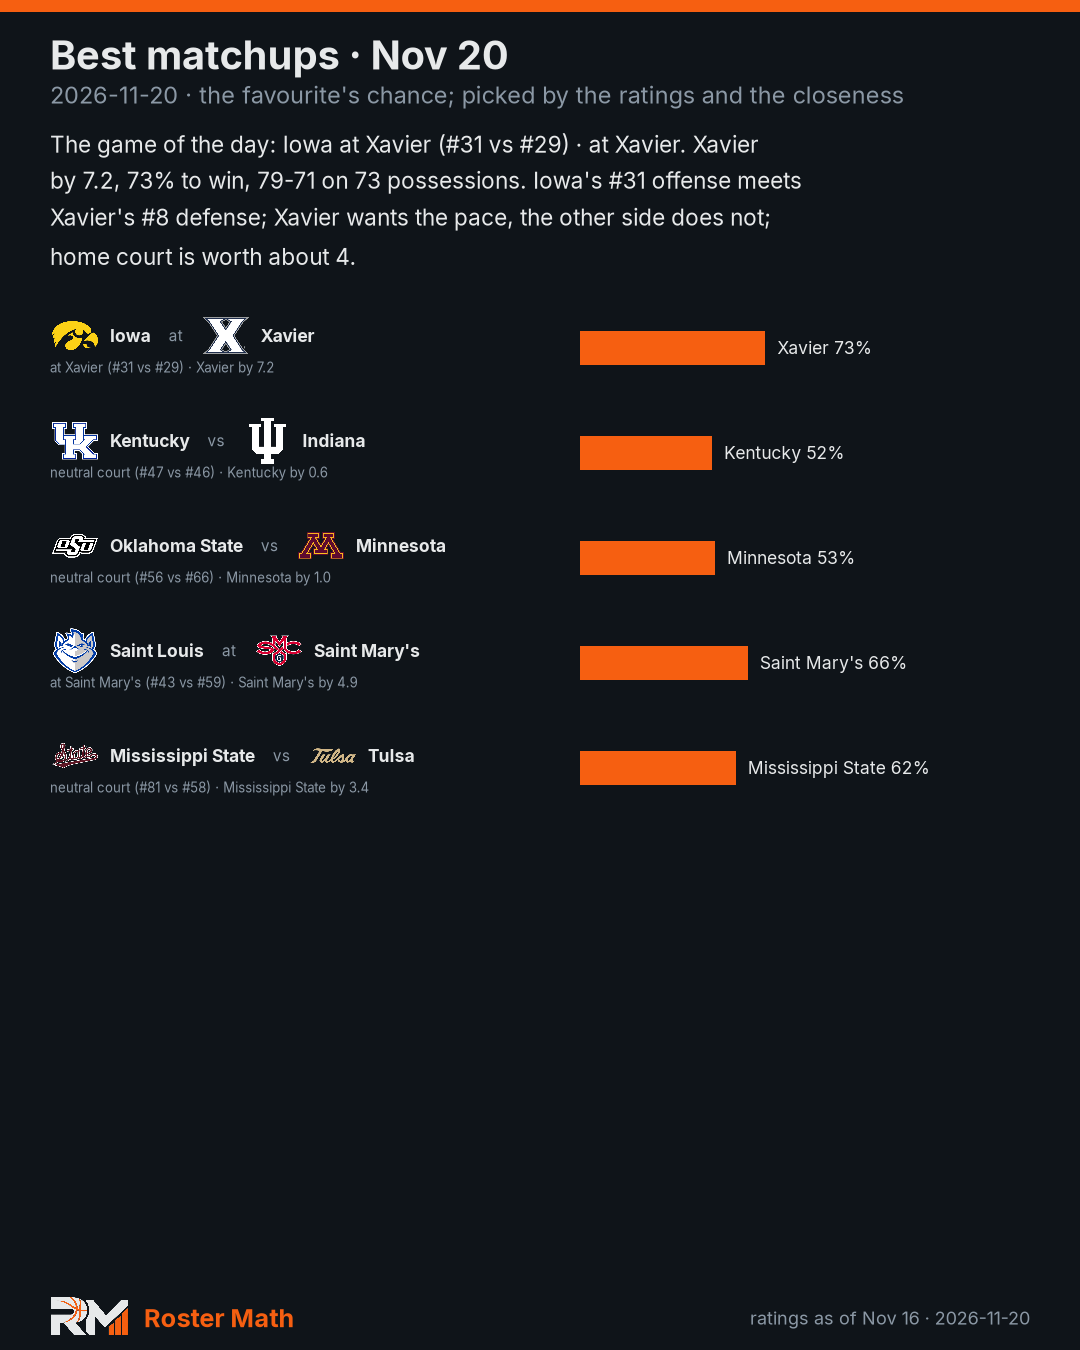 Best matchups · Nov 20
2026-11-20 · the favourite's chance; picked by the ratings and the closeness
The game of the day: Iowa at Xavier (#31 vs #29) · at Xavier. Xavier
by 7.2, 73% to win, 79-71 on 73 possessions. Iowa's #31 offense meets
Xavier's #8 defense; Xavier wants the pace, the other side does not;
home court is worth about 4.
Iowa at Xavier
at Xavier (#31 vs #29) · Xavier by 7.2
Xavier 73%
Kentucky vs Indiana
neutral court (#47 vs #46) · Kentucky by 0.6
Kentucky 52%
Oklahoma State vs Minnesota
neutral court (#56 vs #66) · Minnesota by 1.0
Minnesota 53%
Saint Louis at Saint Mary's
at Saint Mary's (#43 vs #59) · Saint Mary's by 4.9
Saint Mary's 66%
Mississippi State vs Tulsa Tulsa
neutral court (#81 vs #58) · Mississippi State by 3.4
Mississippi State 62%
RM Roster Math
ratings as of Nov 16 · 2026-11-20